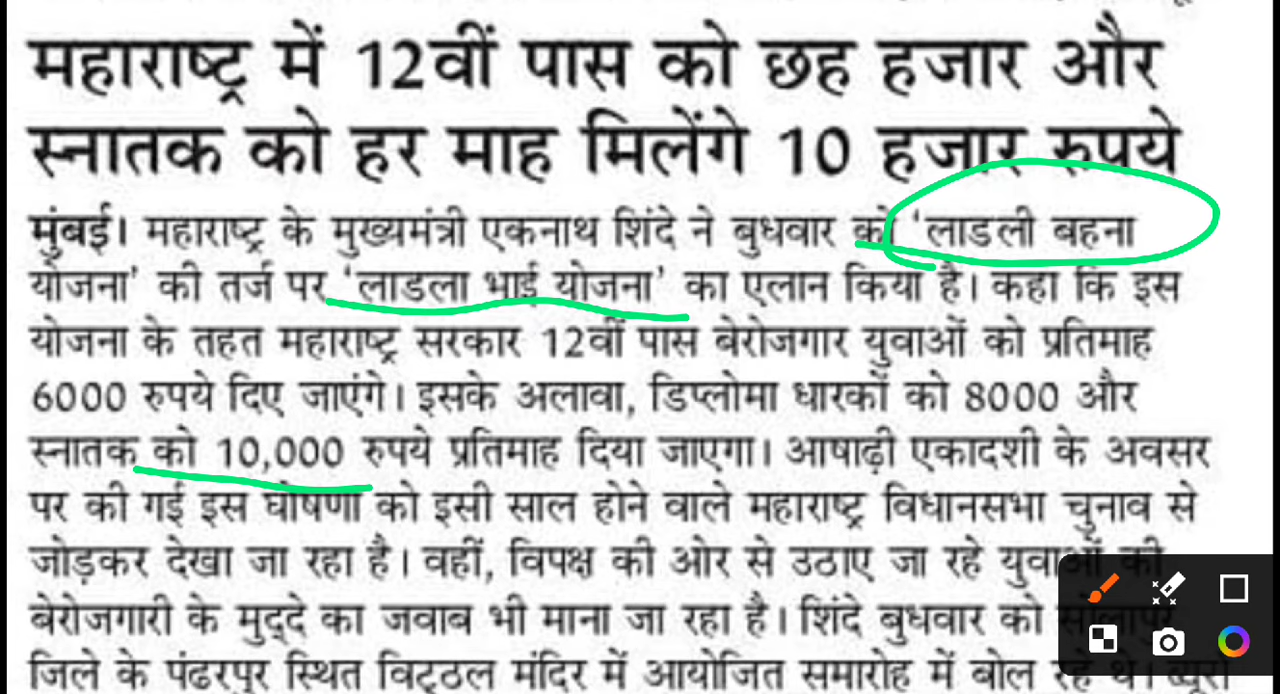 महाराष्ट्र में 12वीं पास को छह हजार और
स्नातक को हर माह मिलेंगे 10 हजार रुपये
मुंबई। महाराष्ट्र के मुख्यमंत्री एकनाथ शिंदे ने बुधवार को 'लाडली बहना
योजना' की तर्ज पर 'लाडला भाई योजना' का एलान किया है। कहा कि इस
योजना के तहत महाराष्ट्र सरकार 12वीं पास बेरोजगार युवाओं को प्रतिमाह
6000 रुपये दिए जाएंगे। इसके अलावा, डिप्लोमा धारकों को 8000 और
स्नातक को 10,000 रुपये प्रतिमाह दिया जाएगा। आषाढ़ी एकादशी के अवसर
पर की गई इस घोषणा को इसी साल होने वाले महाराष्ट्र विधानसभा चुनाव से
जोड़कर देखा जा रहा है। वहीं, विपक्ष की ओर से उठाए जा रहे युवाओं की
बेरोजगारी के मुद्दे का जवाब भी माना जा रहा है। शिंदे बुधवार को
जिले के पंढरपुर स्थित विट्ठल मंदिर में आयोजित समारोह में बोल रहे थे। ब्यूरो